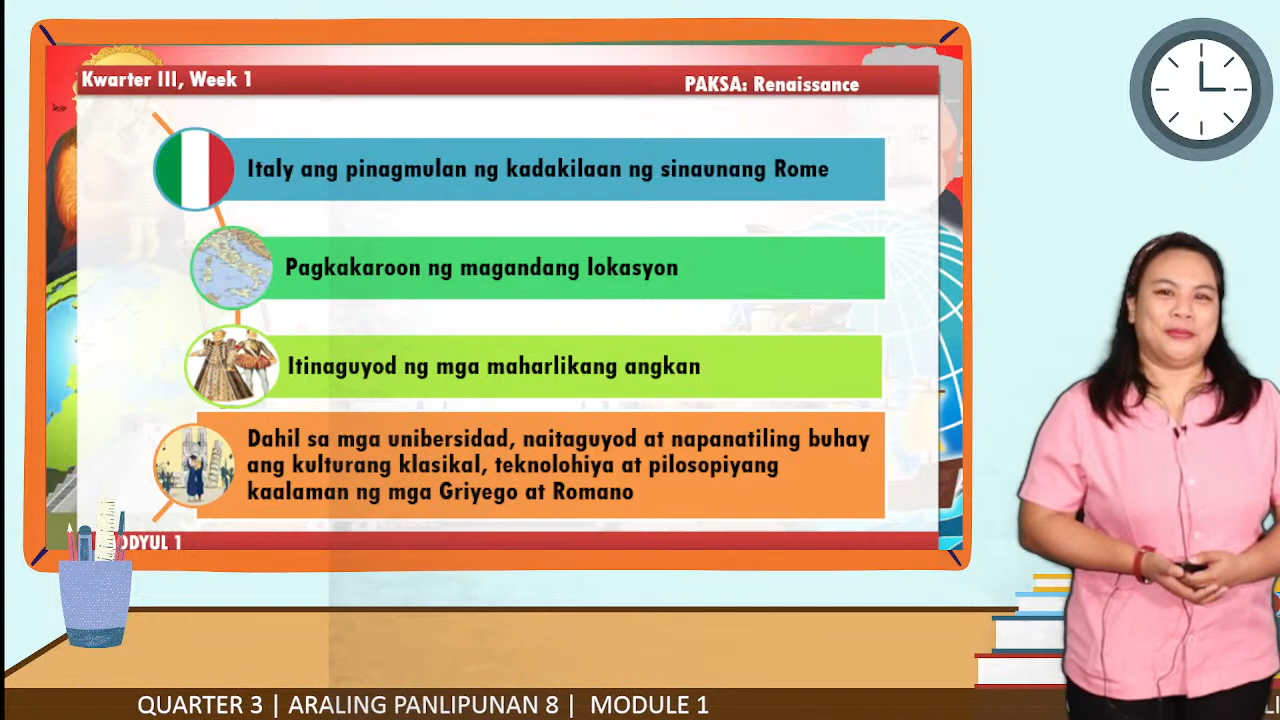 Kwarter III, Week 1
PAKSA: Renaissance
Italy ang pinagmulan ng kadakilaan ng sinaunang Rome
Pagkakaroon ng magandang lokasyon
Itinaguyod ng mga maharlikang angkan
Dahil sa mga unibersidad, naitaguyod at napanatiling buhay
ang kulturang klasikal, teknolohiya at pilosopiyang
kaalaman ng mga Griyego at Romano
ODYUL 1
QUARTER 3 | ARALING PANLIPUNAN 8 | MODULE 1